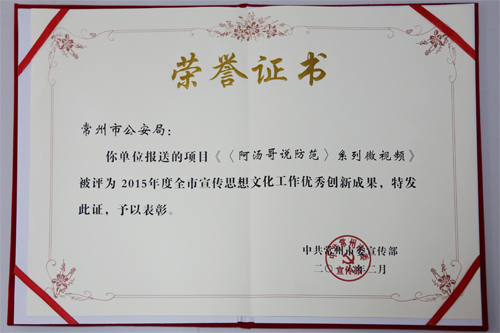 荣誉证书
常州市公安局：
你单位报送的项目《〈阿汤哥说防范〉系列微视频》
被评为2015年度全市宣传思想文化工作优秀创新成果，特发
此证，予以表彰。
中共常州市委宣传部
二〇一六年二月
宣传部